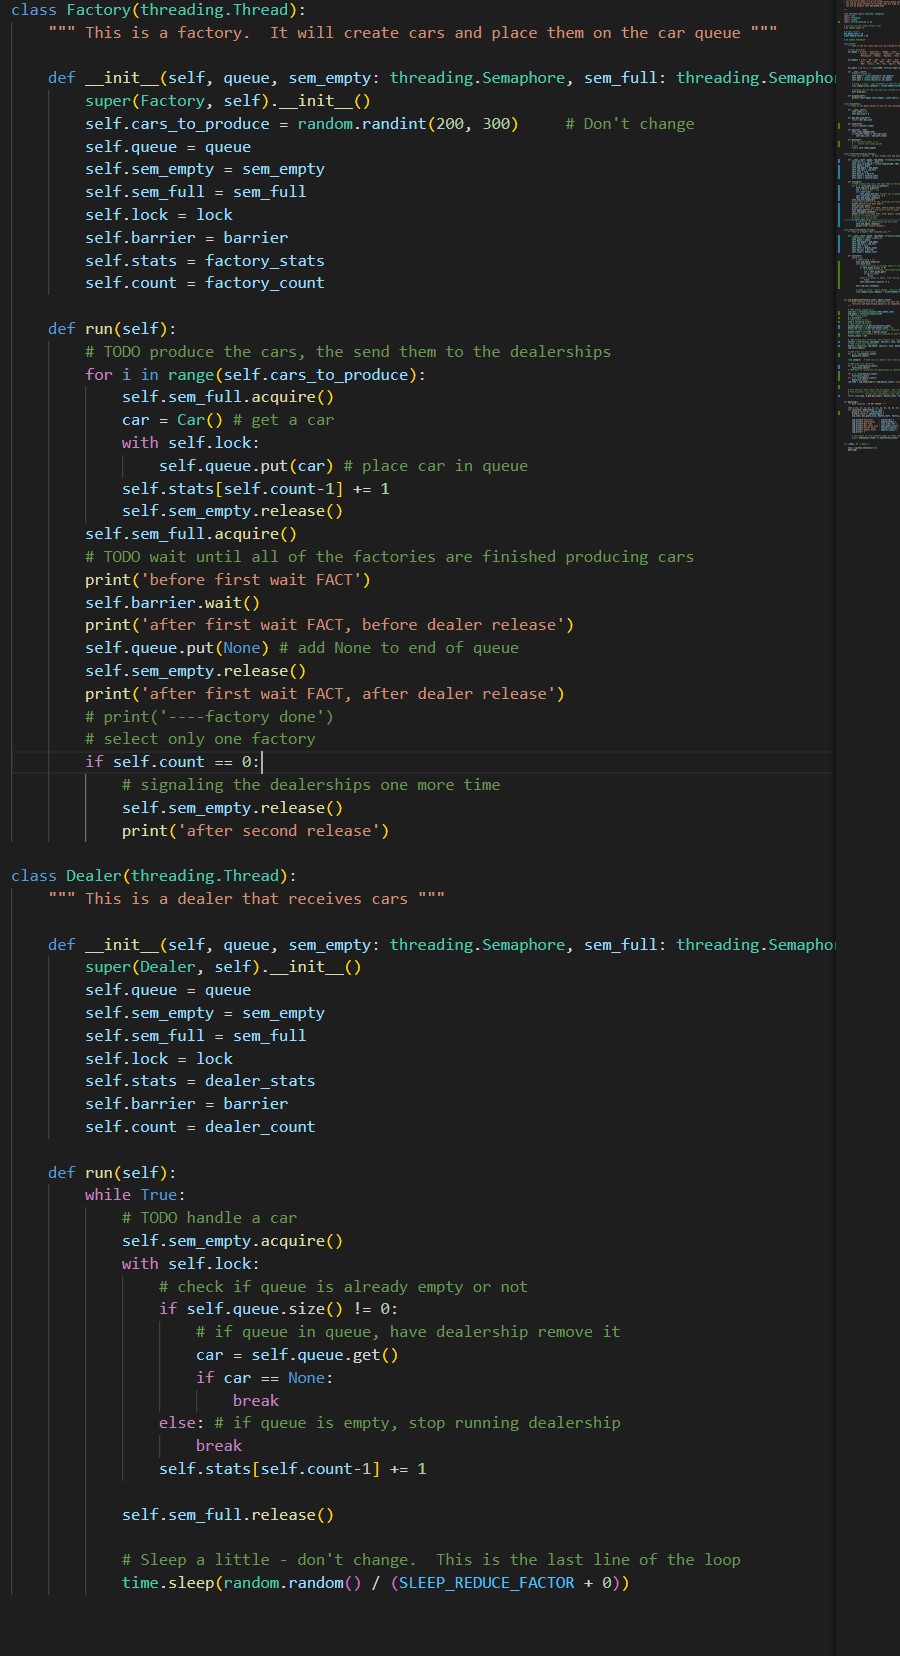 class Factory(threading.Thread):
    """ This is a factory.  It will create cars and place them on the car queue """

    def __init__(self, queue, sem_empty: threading.Semaphore, sem_full: threading.Semapho
        super(Factory, self).__init__()
        self.cars_to_produce = random.randint(200, 300)     # Don't change
        self.queue = queue
        self.sem_empty = sem_empty
        self.sem_full = sem_full
        self.lock = lock
        self.barrier = barrier
        self.stats = factory_stats
        self.count = factory_count

    def run(self):
        # TODO produce the cars, the send them to the dealerships
        for i in range(self.cars_to_produce):
            self.sem_full.acquire()
            car = Car() # get a car
            with self.lock:
                self.queue.put(car) # place car in queue
            self.stats[self.count-1] += 1
            self.sem_empty.release()
        self.sem_full.acquire()
        # TODO wait until all of the factories are finished producing cars
        print('before first wait FACT')
        self.barrier.wait()
        print('after first wait FACT, before dealer release')
        self.queue.put(None) # add None to end of queue
        self.sem_empty.release()
        print('after first wait FACT, after dealer release')
        # print('----factory done')
        # select only one factory
        if self.count == 0:
            # signaling the dealerships one more time
            self.sem_empty.release()
            print('after second release')

class Dealer(threading.Thread):
    """ This is a dealer that receives cars """

    def __init__(self, queue, sem_empty: threading.Semaphore, sem_full: threading.Semapho
        super(Dealer, self).__init__()
        self.queue = queue
        self.sem_empty = sem_empty
        self.sem_full = sem_full
        self.lock = lock
        self.stats = dealer_stats
        self.barrier = barrier
        self.count = dealer_count

    def run(self):
        while True:
            # TODO handle a car
            self.sem_empty.acquire()
            with self.lock:
                # check if queue is already empty or not
                if self.queue.size() != 0:
                    # if queue in queue, have dealership remove it
                    car = self.queue.get()
                    if car == None:
                        break
                else: # if queue is empty, stop running dealership
                    break
                self.stats[self.count-1] += 1

            self.sem_full.release()

            # Sleep a little - don't change.  This is the last line of the loop
            time.sleep(random.random() / (SLEEP_REDUCE_FACTOR + 0))